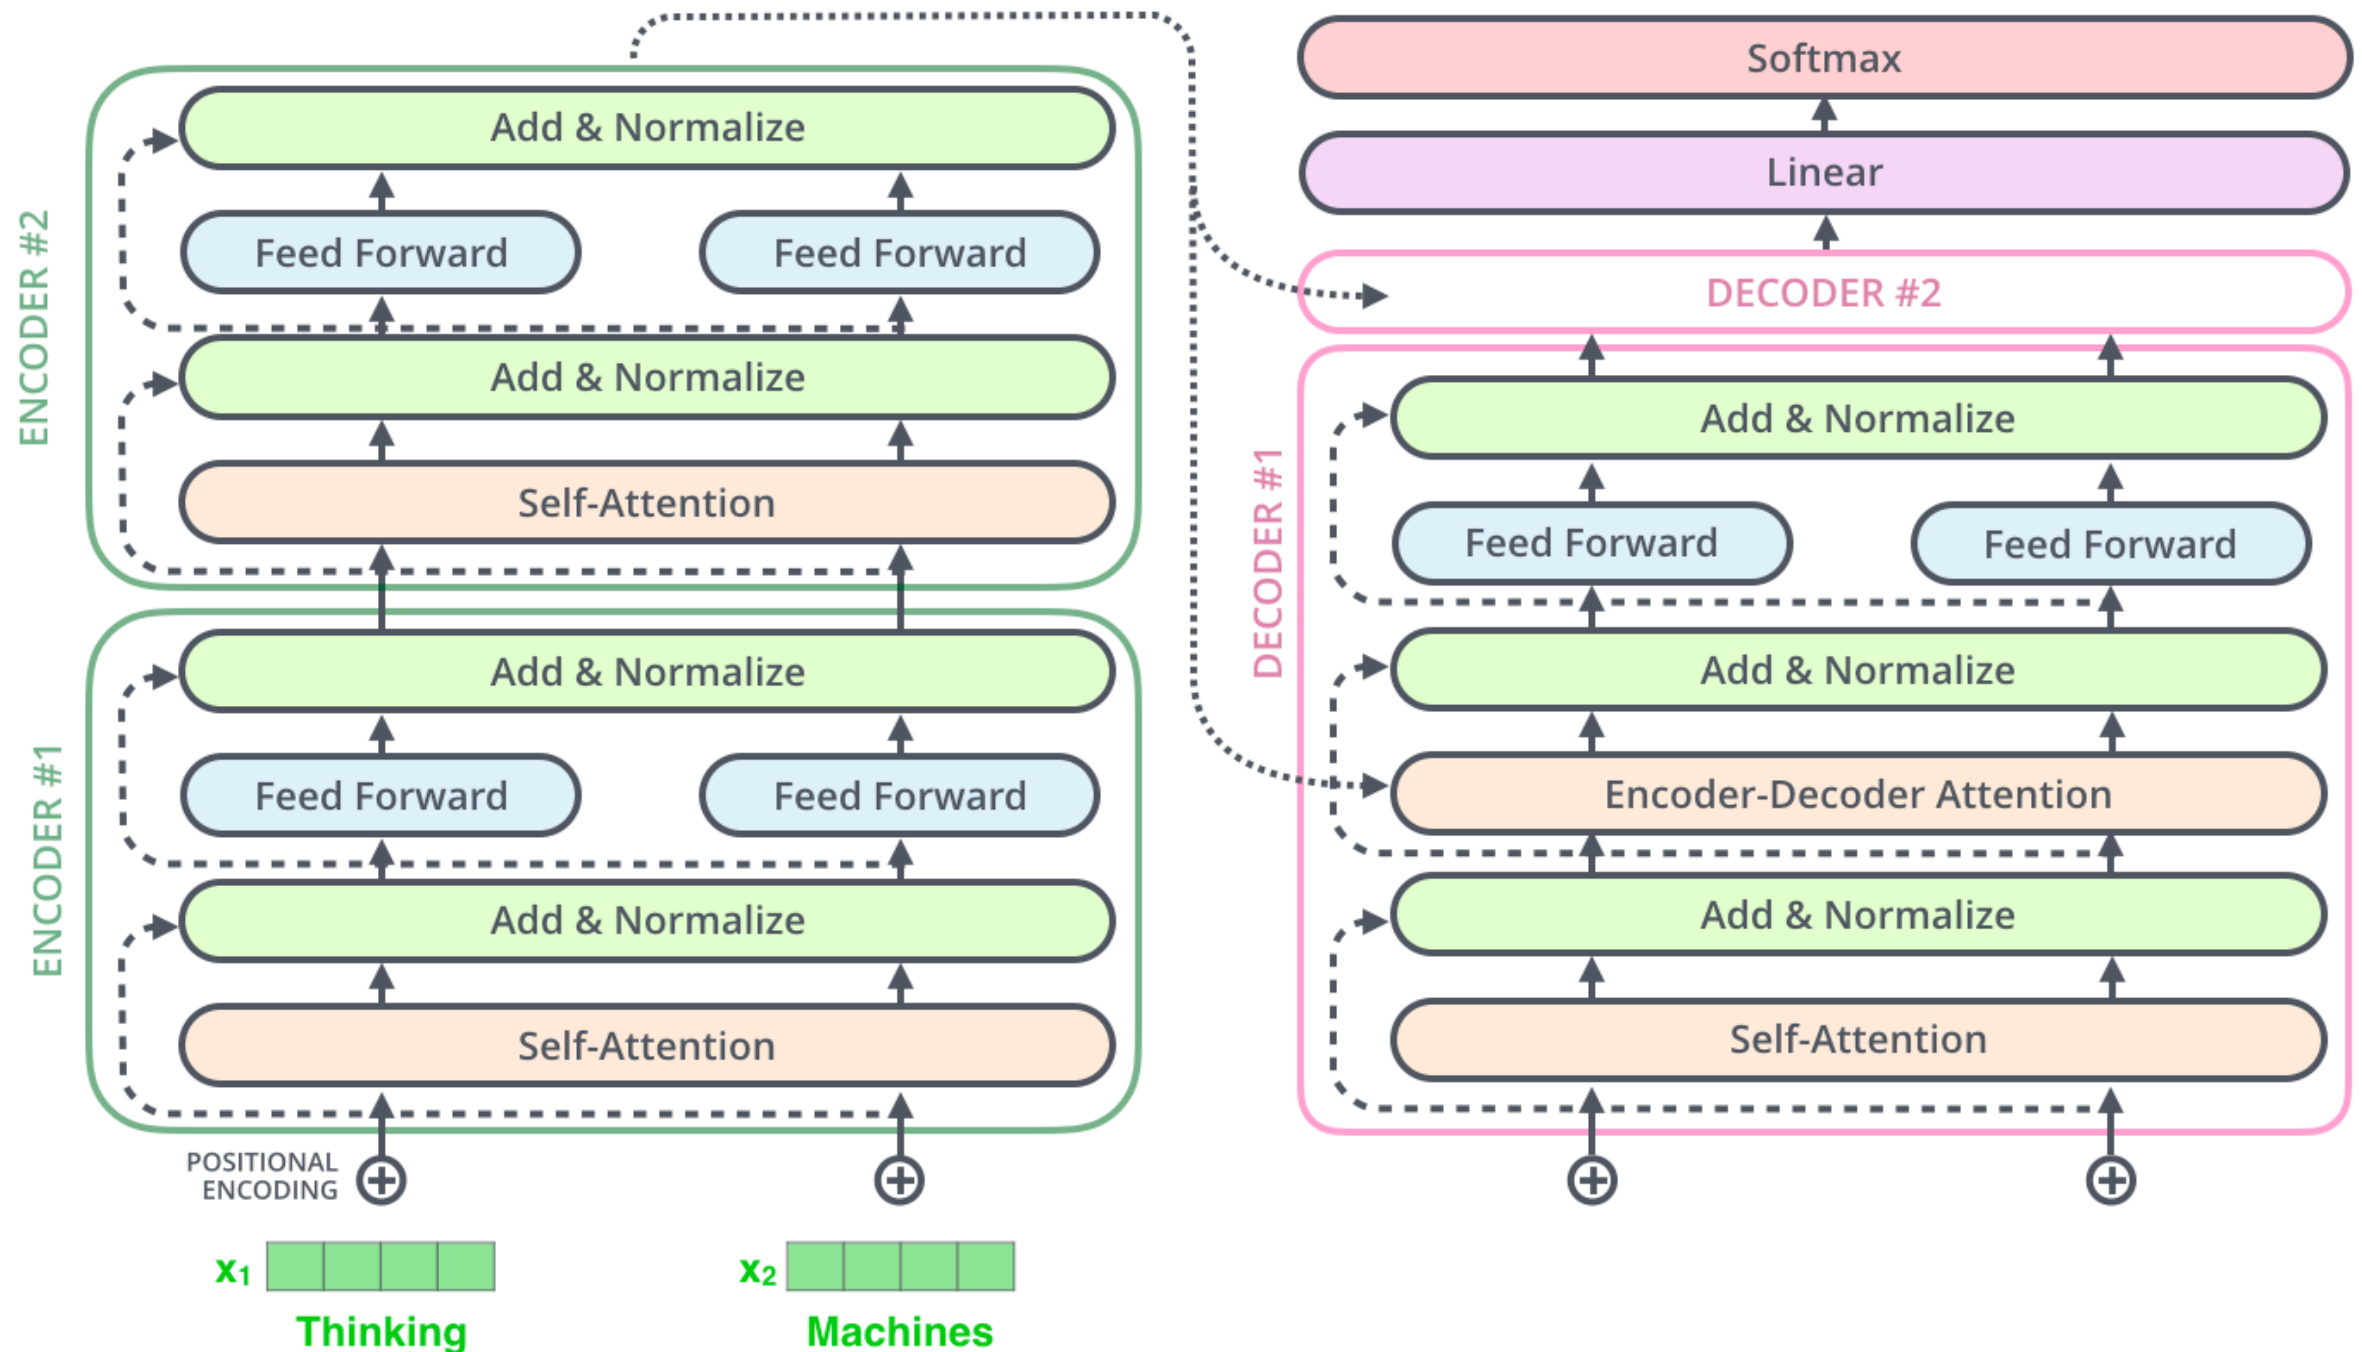 ENCODER #2
Add & Normalize
Feed Forward
Feed Forward
Add & Normalize
Self-Attention
ENCODER #1
Add & Normalize
Feed Forward
Feed Forward
Add & Normalize
Self-Attention
POSITIONAL
ENCODING
x1
x2
Thinking
Machines
Softmax
Linear
DECODER #2
DECODER #1
Add & Normalize
Feed Forward
Feed Forward
Add & Normalize
Encoder-Decoder Attention
Add & Normalize
Self-Attention